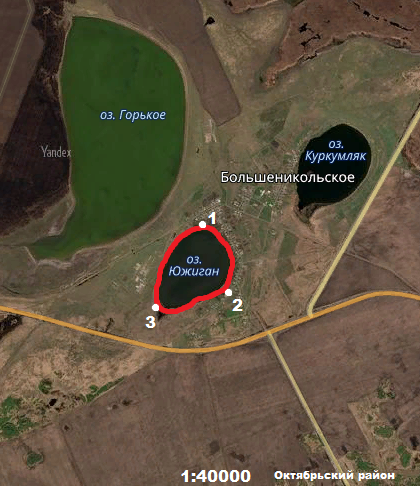 оз. Горькое
оз.
Куркумляк
Yandex
Большеникольское
1
оз.
Южиган
2
3
1:40000
Октябрьский район